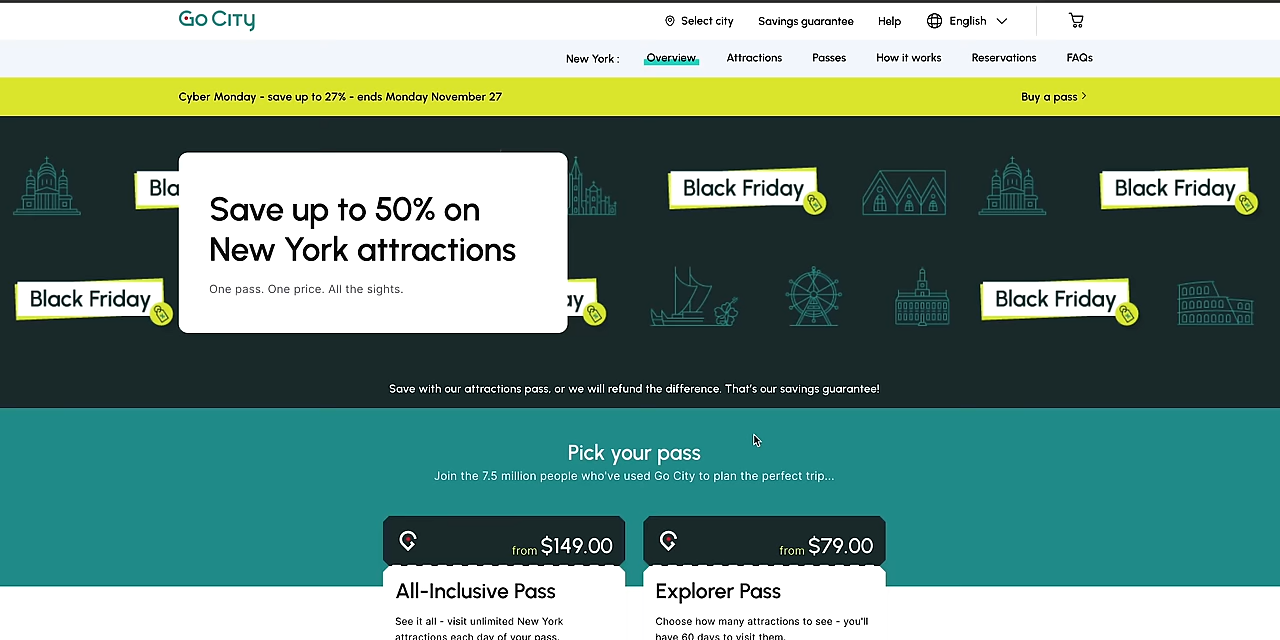 GO CITY
Select city
Savings guarantee
Help
English
New York :
Overview
Attractions
Passes
How it works
Reservations
FAQs
Cyber Monday - save up to 27% - ends Monday November 27
Buy a pass
Bla
Black Friday
Black Friday
Save up to 50% on
New York attractions
One pass. One price. All the sights.
Black Friday
ay
Black Friday
Save with our attractions pass, or we will refund the difference. That's our savings guarantee!
Pick your pass
Join the 7.5 million people who've used Go City to plan the perfect trip...
from $149.00
from $79.00
All-Inclusive Pass
Explorer Pass
See it all - visit unlimited New York
attractions each day of your pass.
Choose how many attractions to see - you'll
have 60 days to visit them.